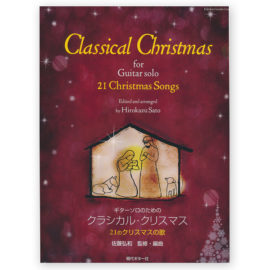 Classical Christmas
for
Guitar solo
21 Christmas Songs
Edited and arranged
by Hirokazu Sato
ギターソロのための
クラシカル・クリスマス
21のクリスマスの歌
佐藤弘和 監修・編曲
現代ギター社